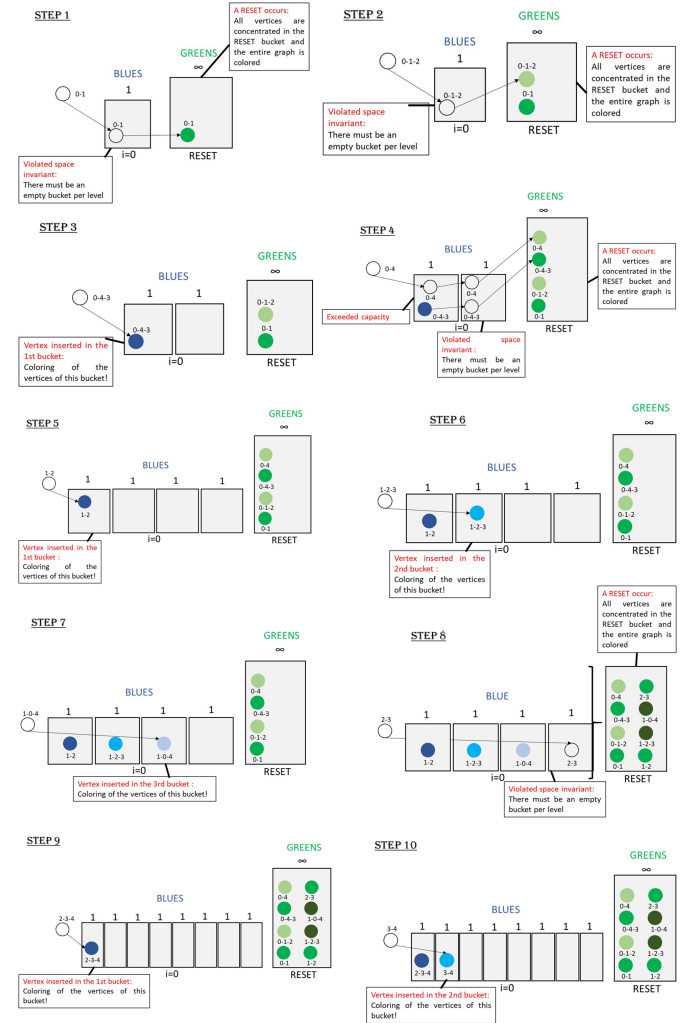 STEP 1
A RESET occurs:
All vertices are
concentrated in the
RESET bucket and
the entire graph is
colored
GREENS
∞
BLUES
1
0-1
0-1
0-1
i=0
RESET
Violated space
invariant:
There must be an
empty bucket per level
STEP 2
GREENS
∞
BLUES
1
A RESET occurs:
All vertices are
concentrated in the
RESET bucket and
the entire graph is
colored
0-1-2
0-1-2
0-1-2
0-1
Violated space
invariant:
There must be an
empty bucket per level
i=0
RESET
STEP 3
GREENS
∞
BLUES
1 1
0-4-3
0-4-3
0-1-2
0-1
Vertex inserted in the
1st bucket:
Coloring of the
vertices of this bucket!
i=0
RESET
STEP 4
GREENS
∞
BLUES
1 1
A RESET occurs:
All vertices are
concentrated in the
RESET bucket and
the entire graph is
colored
0-4
0-4
0-4
0-4
0-4-3
0-1-2
0-1
0-4-3
0-4-3
Exceeded capacity
i=0
RESET
Violated space
invariant :
There must be an
empty bucket per level
STEP 5
GREENS
∞
BLUES
1 1 1 1
1-2
1-2
0-4
0-4-3
0-1-2
0-1
i=0
RESET
Vertex inserted in the
1st bucket :
Coloring of the
vertices of this bucket!
STEP 6
GREENS
∞
BLUES
1 1 1 1
1-2-3
1-2
1-2-3
0-4
0-4-3
0-1-2
0-1
i=0
RESET
Vertex inserted in the
2nd bucket :
Coloring of the vertices
of this bucket!
STEP 7
GREENS
∞
BLUES
1 1 1 1
1-0-4
1-2
1-2-3
1-0-4
0-4
0-4-3
0-1-2
0-1
i=0
RESET
Vertex inserted in the 3rd bucket :
Coloring of the vertices of this bucket!
STEP 8
A RESET occur:
All vertices are
concentrated in the
RESET bucket and
the entire graph is
colored
BLUE
1 1 1 1
2-3
1-2
1-2-3
1-0-4
2-3
0-4 2-3
0-4-3 1-0-4
0-1-2 1-2-3
0-1 1-2
i=0
RESET
Violated space invariant:
There must be an empty
bucket per level
STEP 9
GREENS
∞
BLUES
1 1 1 1 1 1 1 1
2-3-4
2-3-4
0-4 2-3
0-4-3 1-0-4
0-1-2 1-2-3
0-1 1-2
i=0
RESET
Vertex inserted in the 1st bucket:
Coloring of the vertices of this
bucket!
STEP 10
GREENS
∞
BLUES
1 1 1 1 1 1 1 1
3-4
2-3-4
3-4
0-4 2-3
0-4-3 1-0-4
0-1-2 1-2-3
0-1 1-2
i=0
RESET
Vertex inserted in the 2nd bucket:
Coloring of the vertices of this
bucket!